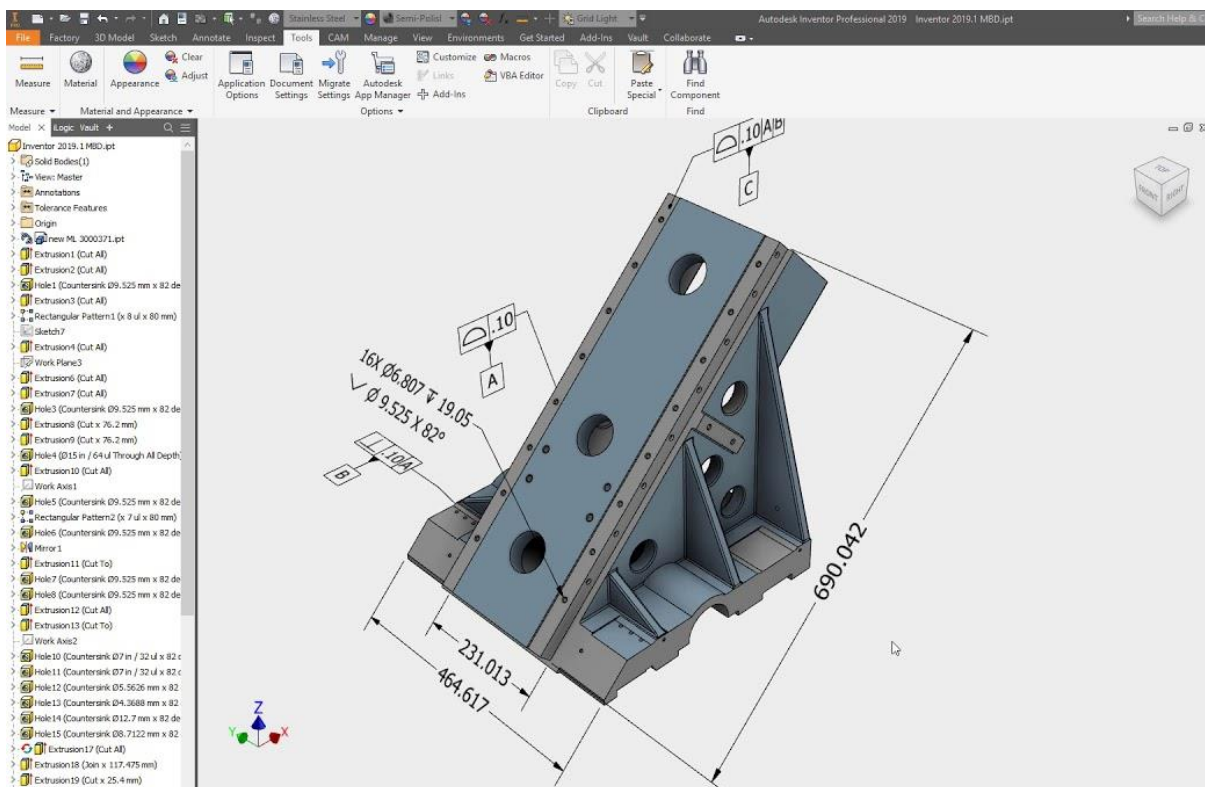 Stainless Steel
Semi-Polisl
Grid Light
Autodesk Inventor Professional 2019 Inventor 2019.1 MBD.ipt
Search Help & C
File Factory 3D Model Sketch Annotate Inspect Tools CAM Manage View Environments Get Started Add-Ins Vault Collaborate
Measure
Material
Appearance
Clear
Adjust
Application Options
Document Settings
Migrate Settings
Autodesk App Manager
Customize
Links
Add-Ins
Macros
VBA Editor
Copy
Cut
Paste Special
Find Component
Measure
Material and Appearance
Options
Clipboard
Find
Model iLogic Vault
Inventor 2019.1 MBD.ipt
Solid Bodies(1)
View: Master
Annotations
Tolerance Features
Origin
new ML 3000371.ipt
Extrusion1 (Cut All)
Extrusion2 (Cut All)
Hole1 (Countersink Ø9.525 mm x 82 de
Extrusion3 (Cut All)
Rectangular Pattern1 (x 8 ul x 80 mm)
Sketch7
Extrusion4 (Cut All)
Work Plane3
Extrusion6 (Cut All)
Extrusion7 (Cut All)
Hole3 (Countersink Ø9.525 mm x 82 de
Extrusion8 (Cut x 76.2 mm)
Extrusion9 (Cut x 76.2 mm)
Hole4 (Ø15 in / 64 ul Through All Depth)
Extrusion10 (Cut All)
Work Axis1
Hole5 (Countersink Ø9.525 mm x 82 de
Rectangular Pattern2 (x 7 ul x 80 mm)
Hole6 (Countersink Ø9.525 mm x 82 de
Mirror1
Extrusion11 (Cut To)
Hole7 (Countersink Ø9.525 mm x 82 de
Hole8 (Countersink Ø9.525 mm x 82 de
Extrusion12 (Cut All)
Extrusion13 (Cut To)
Work Axis2
Hole10 (Countersink Ø7 in / 32 ul x 82 c
Hole11 (Countersink Ø7 in / 32 ul x 82 c
Hole12 (Countersink Ø5.5626 mm x 82
Hole13 (Countersink Ø4.3688 mm x 82
Hole14 (Countersink Ø12.7 mm x 82 de
Hole15 (Countersink Ø8.7122 mm x 82
Extrusion17 (Cut All)
Extrusion18 (Join x 117.475 mm)
Extrusion19 (Cut x 25.4 mm)
.10 A B
C
.10
A
16X Ø6.807 ↧ 19.05
⌵ Ø 9.525 X 82°
⊥ .10 A
B
690.042
231.013
464.617
TOP
FRONT
RIGHT
Z
Y
X